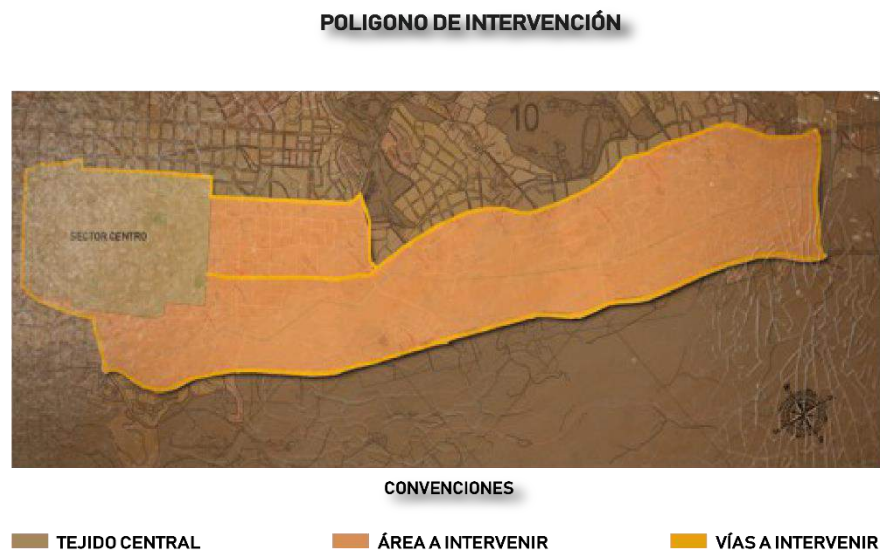 POLIGONO DE INTERVENCIÓN
10
SECTOR CENTRO
CONVENCIONES
TEJIDO CENTRAL
ÁREA A INTERVENIR
VÍAS A INTERVENIR